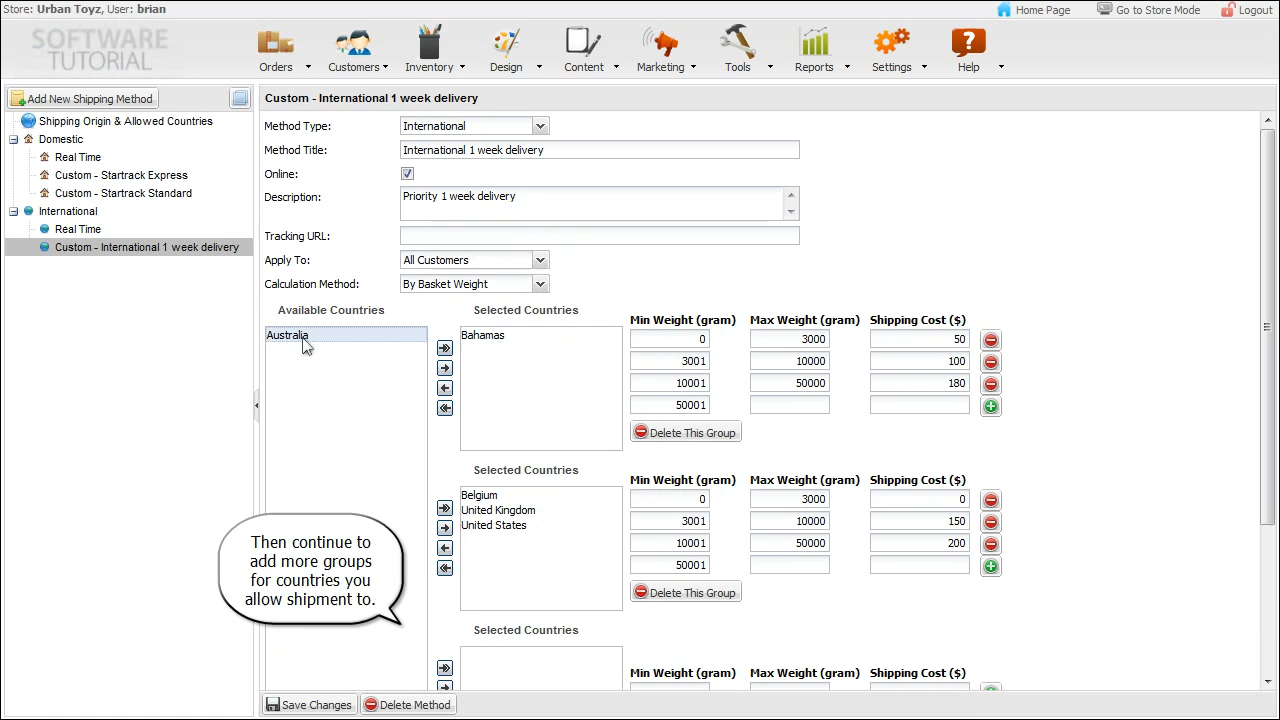 Store: Urban Toyz, User: brian
Home Page
Go to Store Mode
Logout
SOFTWARE
TUTORIAL
Orders
Customers
Inventory
Design
Content
Marketing
Tools
Reports
Settings
Help
Add New Shipping Method
Shipping Origin & Allowed Countries
Domestic
Real Time
Custom - Startrack Express
Custom - Startrack Standard
International
Real Time
Custom - International 1 week delivery
Custom - International 1 week delivery
Method Type: International
Method Title: International 1 week delivery
Online:
Description: Priority 1 week delivery
Tracking URL:
Apply To: All Customers
Calculation Method: By Basket Weight
Available Countries
Australia
Selected Countries
Bahamas
Min Weight (gram) Max Weight (gram) Shipping Cost ($)
0 3000 50
3001 10000 100
10001 50000 180
50001
Delete This Group
Selected Countries
Belgium
United Kingdom
United States
Min Weight (gram) Max Weight (gram) Shipping Cost ($)
0 3000 0
3001 10000 150
10001 50000 200
50001
Delete This Group
Then continue to
add more groups
for countries you
allow shipment to.
Selected Countries
Min Weight (gram) Max Weight (gram) Shipping Cost ($)
Save Changes
Delete Method